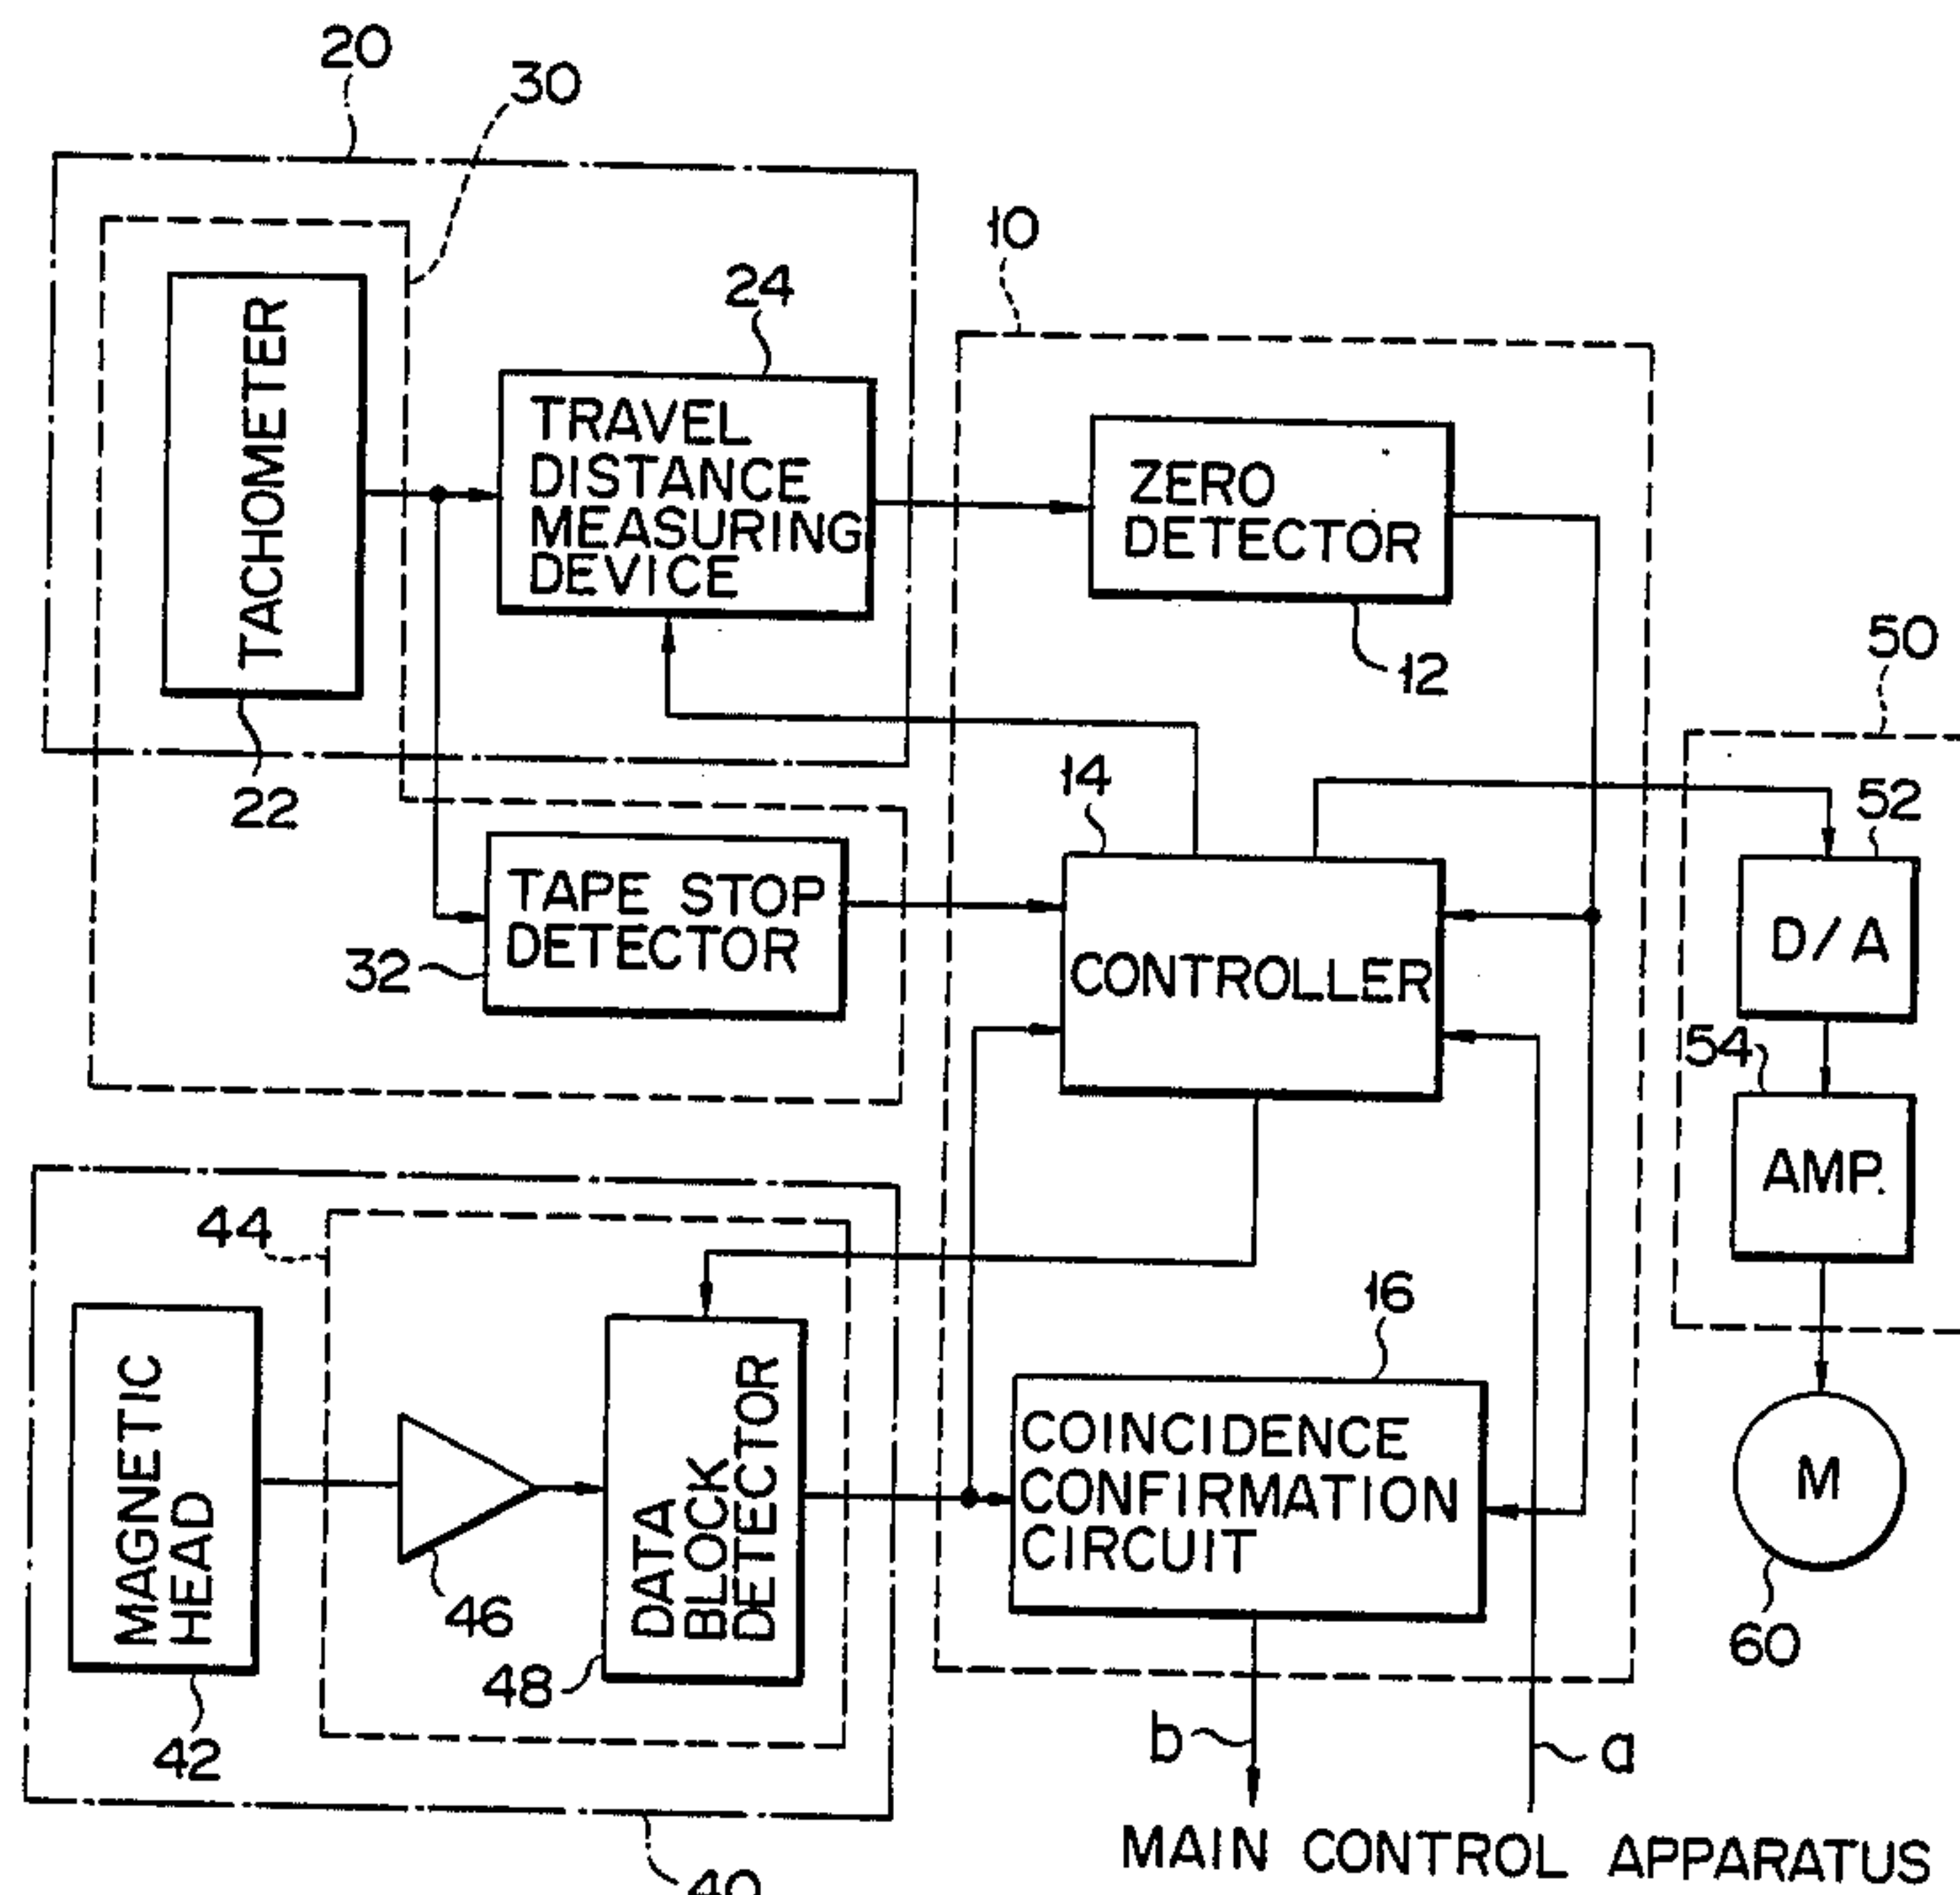 20
30
10
24
TACHOMETER
TRAVEL
DISTANCE
MEASURING
DEVICE
ZERO
DETECTOR
12
50
22
14
52
TAPE STOP
DETECTOR
32
CONTROLLER
D/A
54
AMP.
44
16
MAGNETIC
HEAD
DATA
BLOCK
DETECTOR
COINCIDENCE
CONFIRMATION
CIRCUIT
M
46
48
60
42
b
a
MAIN CONTROL APPARATUS
40